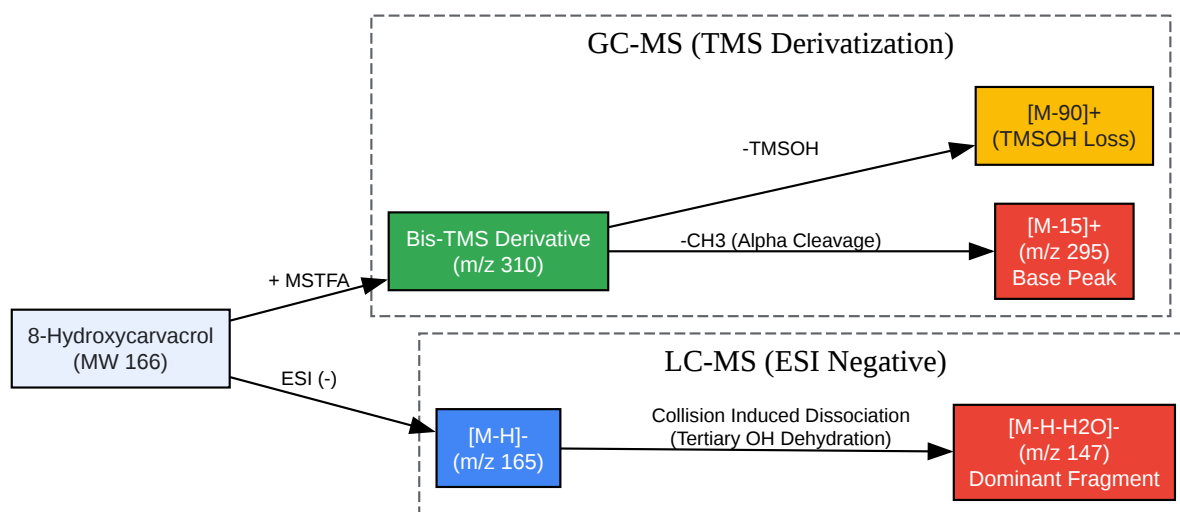 GC-MS (TMS Derivatization)
[M-90]+
(TMSOH Loss)
-TMSOH
Bis-TMS Derivative
(m/z 310)
-CH3 (Alpha Cleavage)
[M-15]+
(m/z 295)
Base Peak
+ MSTFA
8-Hydroxycarvacrol
(MW 166)
ESI (-)
LC-MS (ESI Negative)
[M-H]-
(m/z 165)
Collision Induced Dissociation
(Tertiary OH Dehydration)
[M-H-H2O]-
(m/z 147)
Dominant Fragment